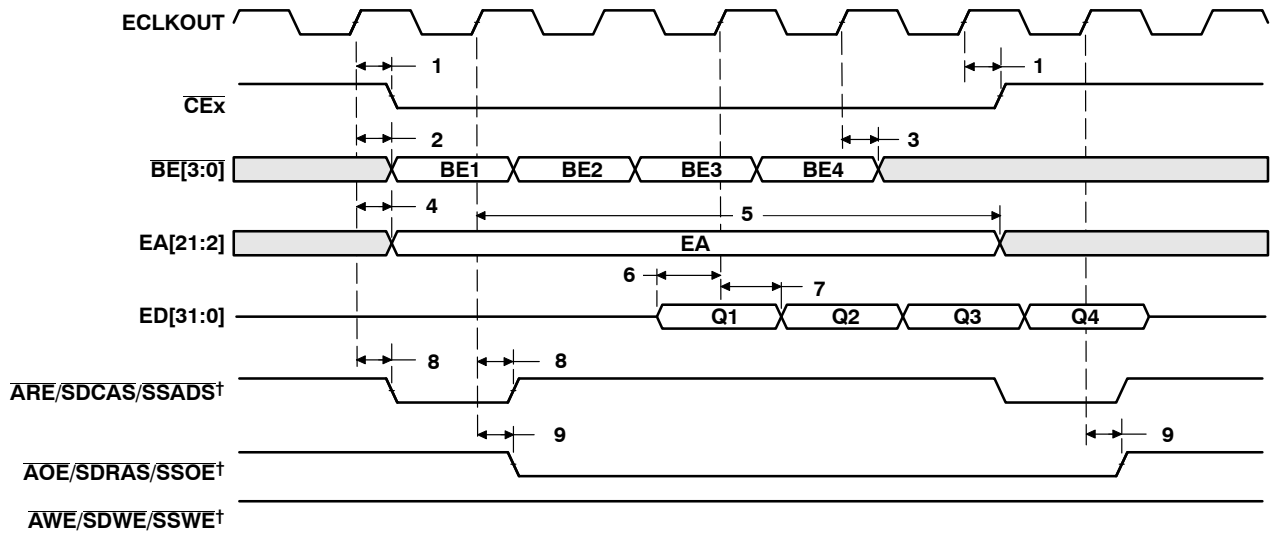 ECLKOUT
1 1
CEx
2 3
BE[3:0] BE1 BE2 BE3 BE4
4 5
EA[21:2] EA
6 7
ED[31:0] Q1 Q2 Q3 Q4
8 8
ARE/SDCAS/SSADS†
9 9
AOE/SDRAS/SSOE†
AWE/SDWE/SSWE†